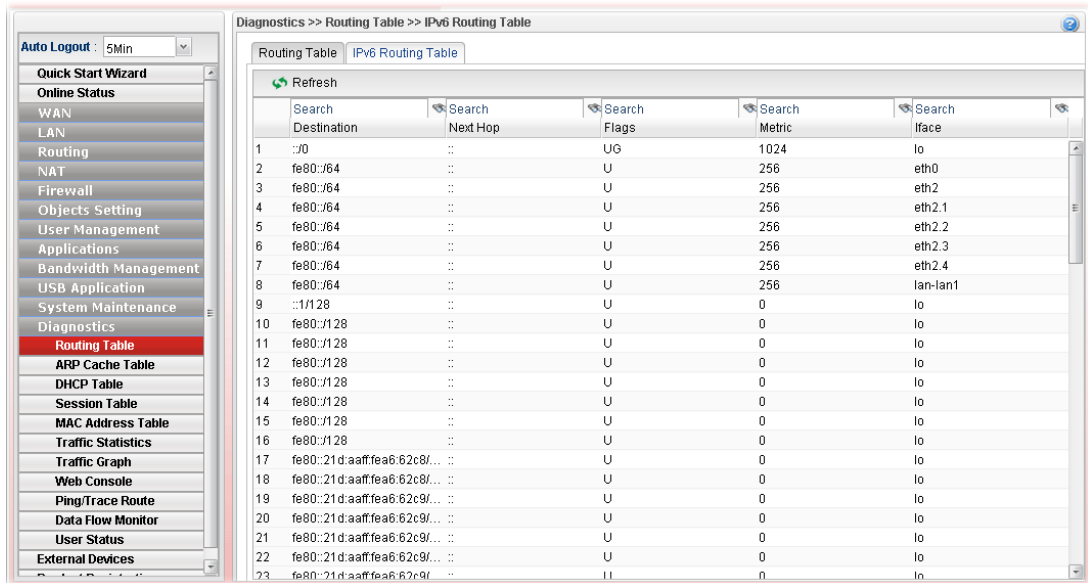 Diagnostics >> Routing Table >> IPv6 Routing Table
Auto Logout : 5Min
Quick Start Wizard
Online Status
WAN
LAN
Routing
NAT
Firewall
Objects Setting
User Management
Applications
Bandwidth Management
USB Application
System Maintenance
Diagnostics
Routing Table
ARP Cache Table
DHCP Table
Session Table
MAC Address Table
Traffic Statistics
Traffic Graph
Web Console
Ping/Trace Route
Data Flow Monitor
User Status
External Devices
Routing Table IPv6 Routing Table
Refresh
Search Search Search Search Search
Destination Next Hop Flags Metric Iface
1 ::/0 :: UG 1024 lo
2 fe80::/64 :: U 256 eth0
3 fe80::/64 :: U 256 eth2
4 fe80::/64 :: U 256 eth2.1
5 fe80::/64 :: U 256 eth2.2
6 fe80::/64 :: U 256 eth2.3
7 fe80::/64 :: U 256 eth2.4
8 fe80::/64 :: U 256 lan-lan1
9 ::1/128 :: U 0 lo
10 fe80::/128 :: U 0 lo
11 fe80::/128 :: U 0 lo
12 fe80::/128 :: U 0 lo
13 fe80::/128 :: U 0 lo
14 fe80::/128 :: U 0 lo
15 fe80::/128 :: U 0 lo
16 fe80::/128 :: U 0 lo
17 fe80::21d:aaff:fea6:62c8/... :: U 0 lo
18 fe80::21d:aaff:fea6:62c8/... :: U 0 lo
19 fe80::21d:aaff:fea6:62c9/... :: U 0 lo
20 fe80::21d:aaff:fea6:62c9/... :: U 0 lo
21 fe80::21d:aaff:fea6:62c9/... :: U 0 lo
22 fe80::21d:aaff:fea6:62c9/... :: U 0 lo
23 fe80::21d:aaff:fea6:62c9/... :: U 0 lo